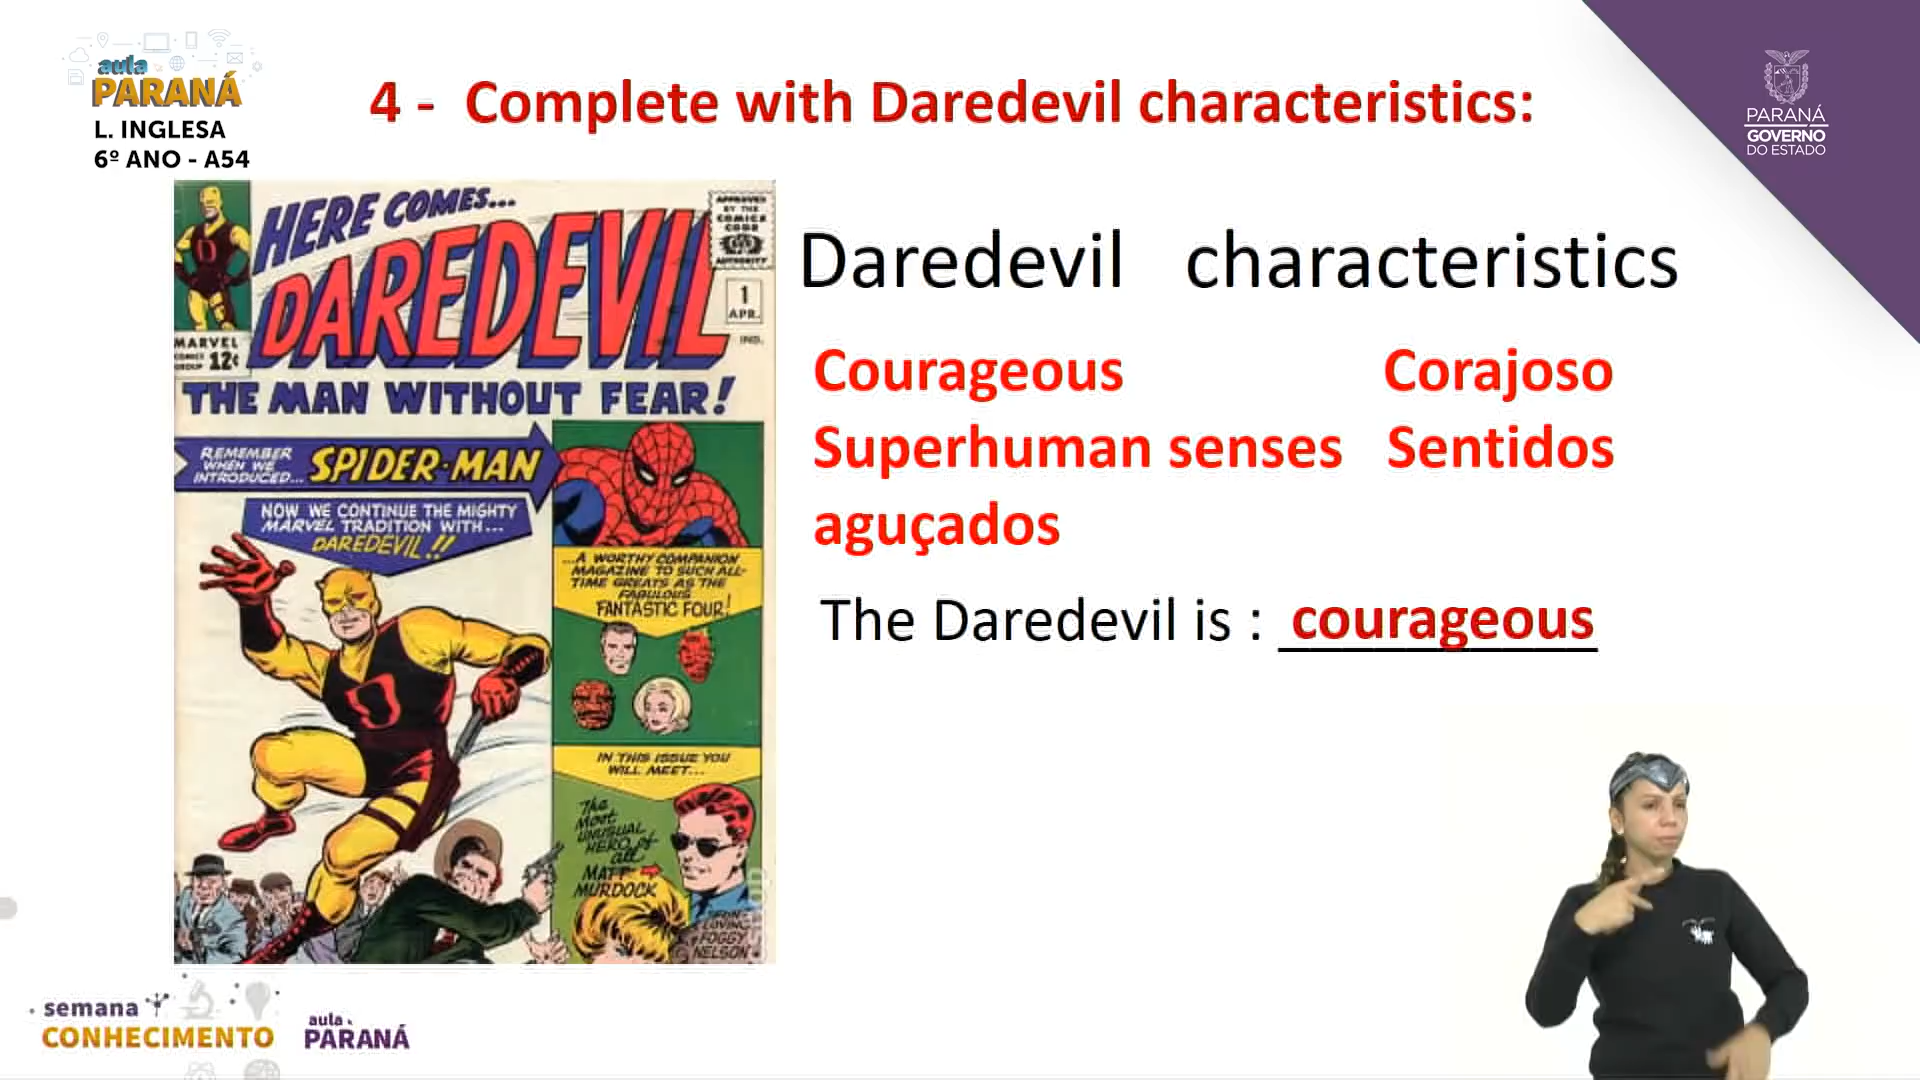 aula
PARANÁ
L. INGLESA
6º ANO - A54
4 - Complete with Daredevil characteristics:
PARANÁ
GOVERNO
DO ESTADO
HERE COMES...
DAREDEVIL
APPROVED
BY THE
COMICS
CODE
AUTHORITY
1
APR.
IND.
MARVEL
COMICS
GROUP 12¢
THE MAN WITHOUT FEAR!
REMEMBER
WHEN WE
INTRODUCED...
SPIDER-MAN
NOW WE CONTINUE THE MIGHTY
MARVEL TRADITION WITH...
DAREDEVIL!!
...A WORTHY COMPANION
MAGAZINE TO SUCH ALL-
TIME GREATS AS THE
FABULOUS
FANTASTIC FOUR!
IN THIS ISSUE YOU
WILL MEET...
The
Most
UNUSUAL
HERO of
all
MATT
MURDOCK
FOGGY
NELSON
Daredevil characteristics
Courageous Corajoso
Superhuman senses Sentidos
aguçados
The Daredevil is : courageous
semana
CONHECIMENTO
aula
PARANÁ